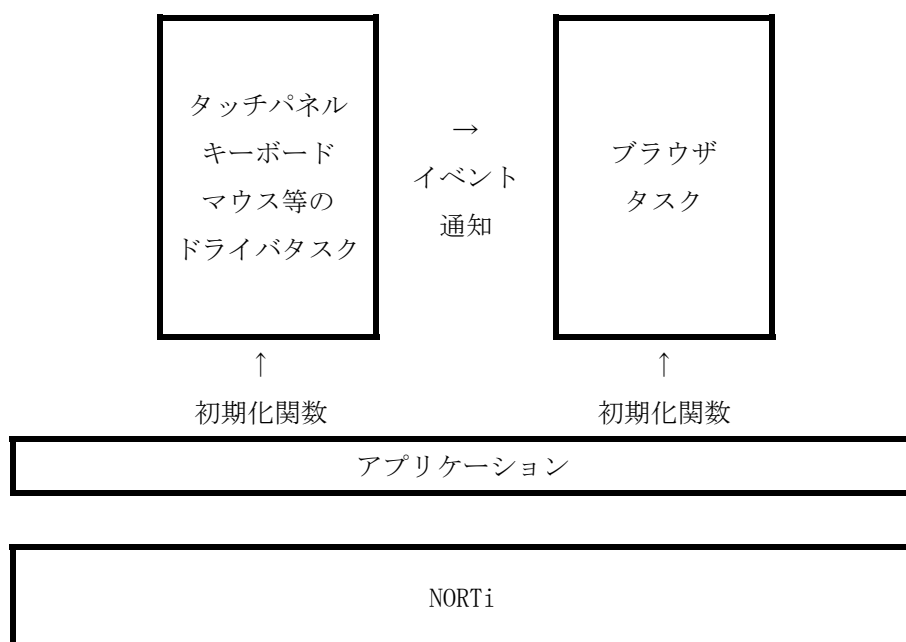 タッチパネル
キーボード
マウス等の
ドライバタスク
→
イベント
通知
ブラウザ
タスク
↑
初期化関数
↑
初期化関数
アプリケーション
NORTi